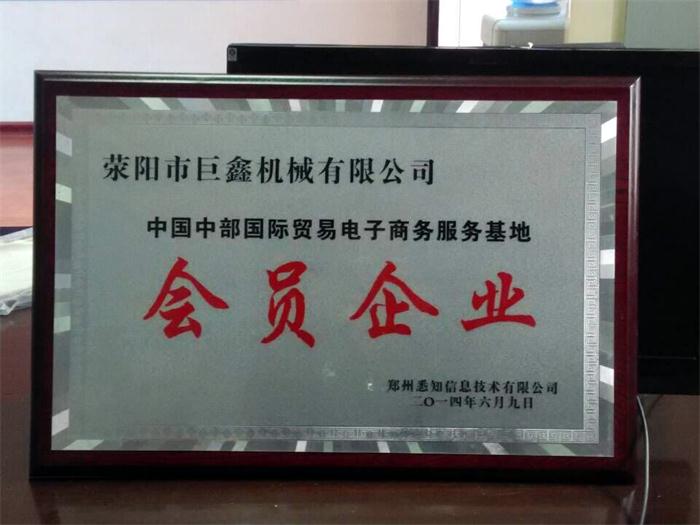 荥阳市巨鑫机械有限公司
中国中部国际贸易电子商务服务基地
会员企业
郑州悉知信息技术有限公司
二〇一四年六月九日